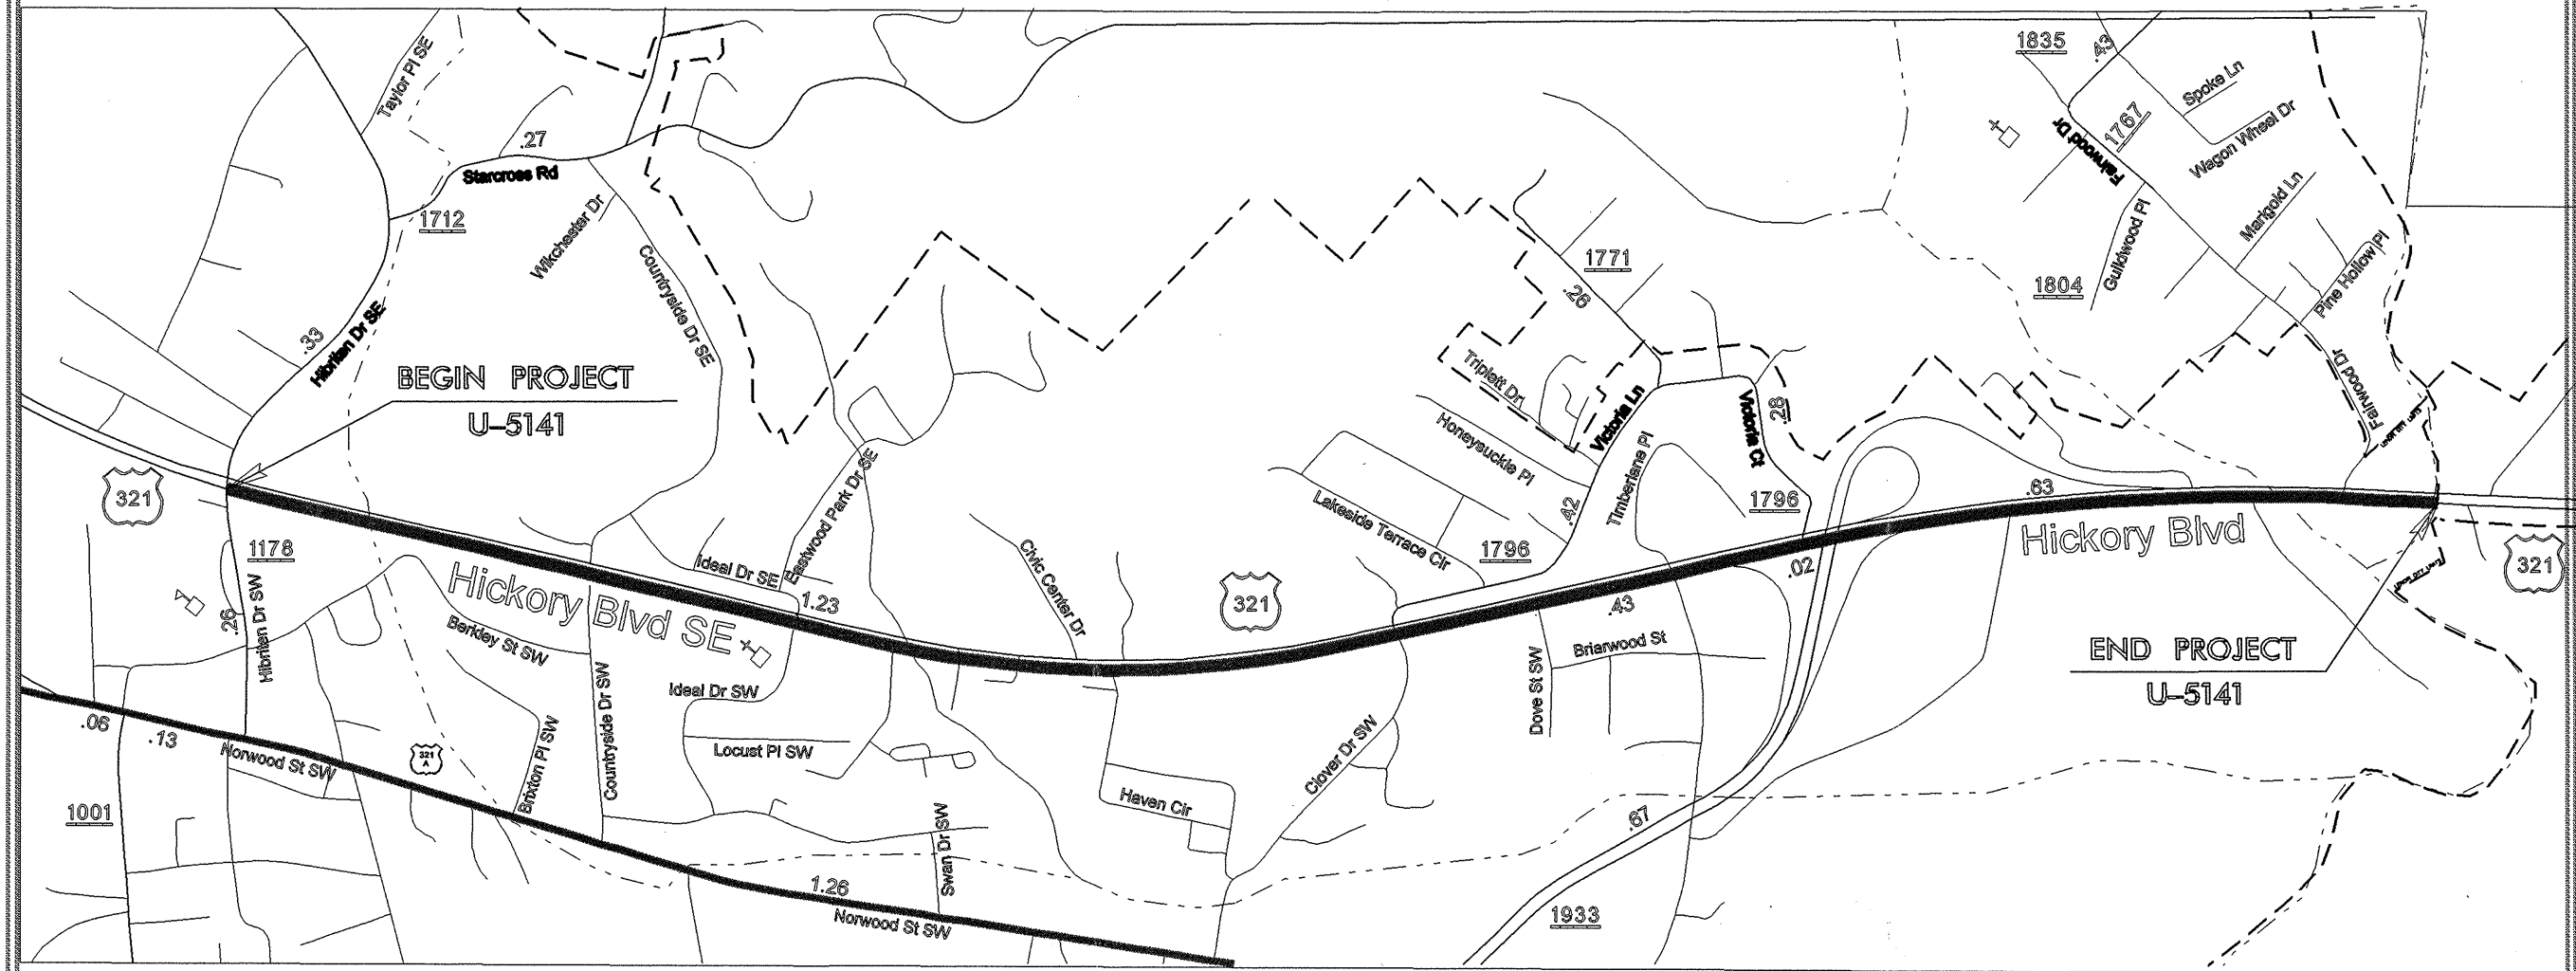 Taylor Pl SE
.27
Starcross Rd
1712
Wikchester Dr
Countryside Dr SE
.33
Hibriten Dr SE
BEGIN PROJECT
U-5141
321
1178
.26
Hibriten Dr SW
Hickory Blvd SE
Berkley St SW
Ideal Dr SE
Eastwood Park Dr SE
1.23
Civic Center Dr
Ideal Dr SW
Locust Pl SW
Countryside Dr SW
Brixton Pl SW
.06
.13
Norwood St SW
321
A
1001
1.26
Norwood St SW
Swan Dr SW
Haven Cir
Clover Dr SW
321
Lakeside Terrace Cir
Honeysuckle Pl
Triplett Dr
1771
.26
Victoria Ln
.42
1796
Timberlane Pl
Victoria Ct
.28
1796
.02
.43
Dove St SW
Briarwood St
.67
1933
.63
Hickory Blvd
1835
.43
Spoke Ln
1767
Fairwood Dr
Wagon Wheel Dr
Marigold Ln
Guildwood Pl
1804
Pine Hollow Pl
Fairwood Dr
321
END PROJECT
U-5141